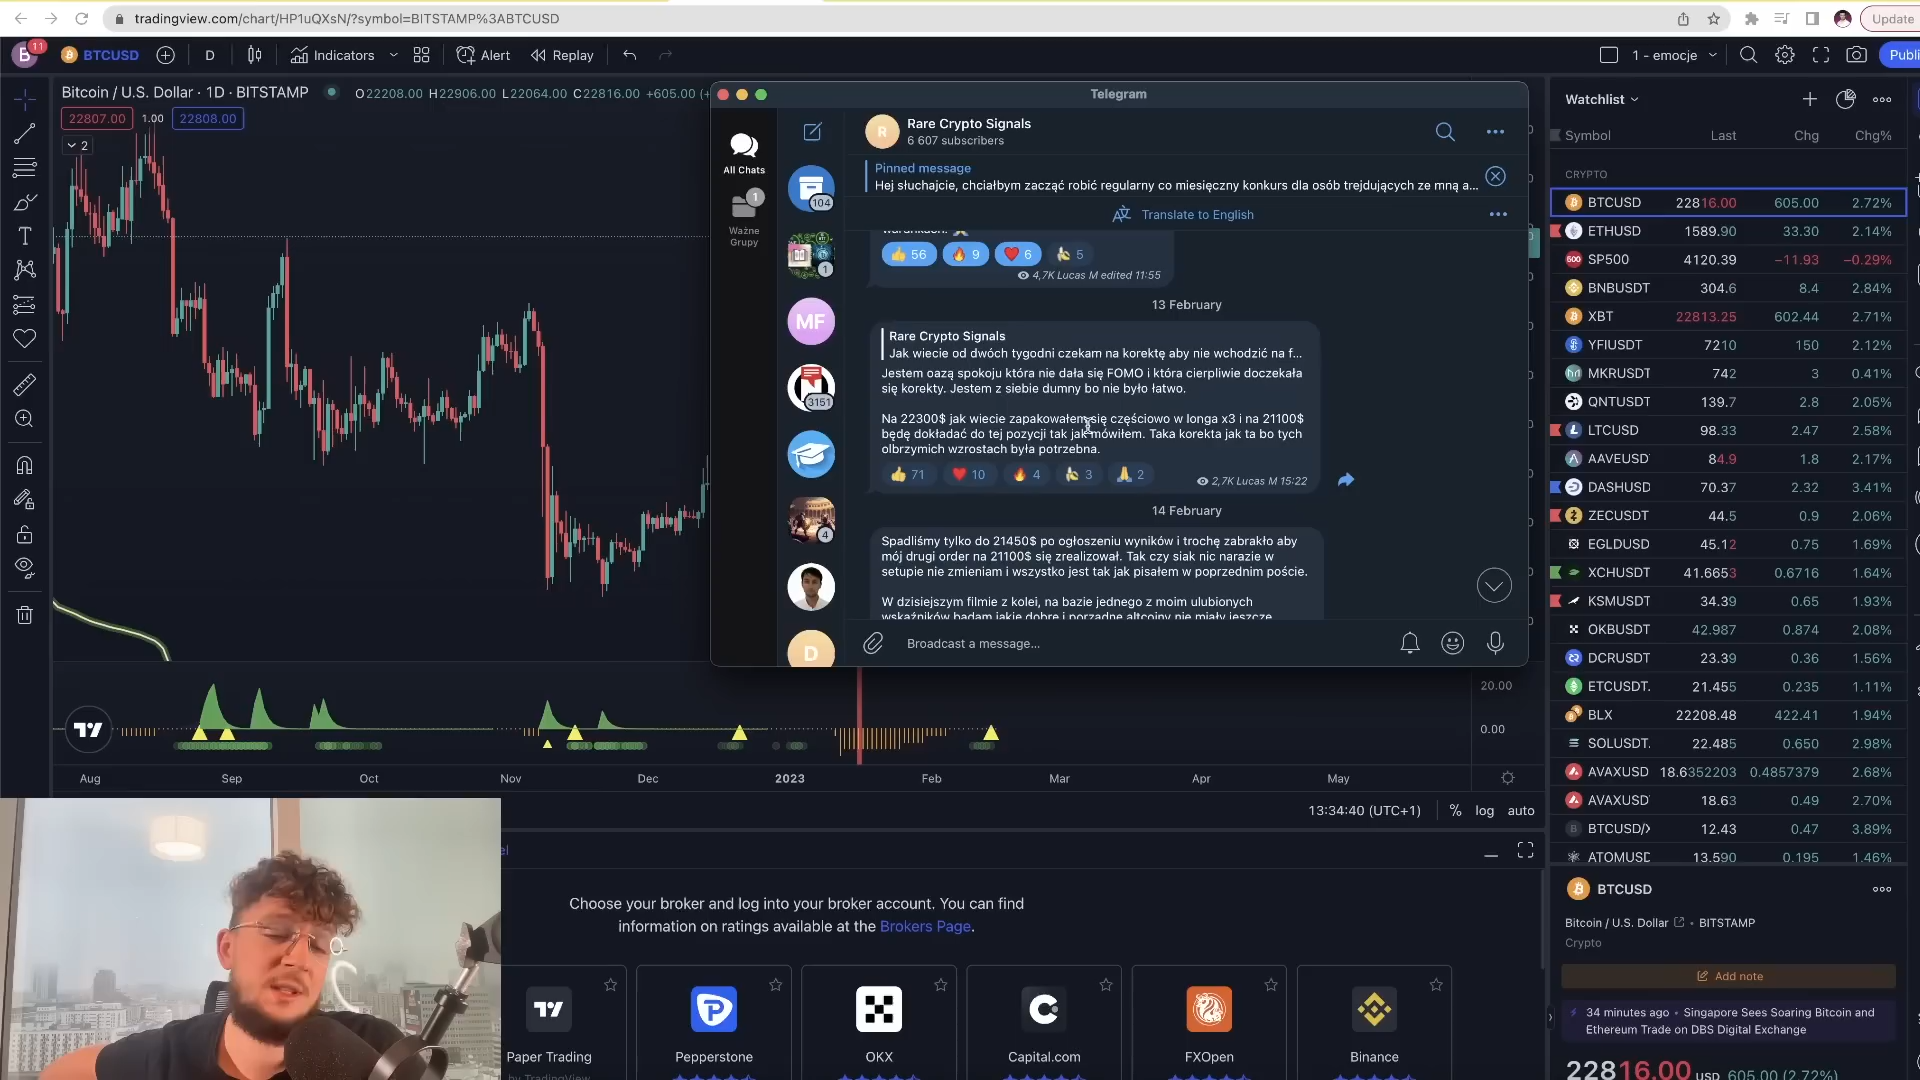 tradingview.com/chart/HP1uQXsN/?symbol=BITSTAMP%3ABTCUSD
Update
B
11
BTCUSD
D
Indicators
Alert
Replay
1 - emocje
Publi
Bitcoin / U.S. Dollar · 1D · BITSTAMP
O22208.00 H22906.00 L22064.00 C22816.00 +605.00 (+
22807.00
1.00
22808.00
2
Telegram
All Chats
1
Ważne
Grupy
104
1
MF
3151
4
D
R
Rare Crypto Signals
6 607 subscribers
Pinned message
Hej słuchajcie, chciałbym zacząć robić regularny co miesięczny konkurs dla osób trejdujących ze mną a...
Translate to English
56
9
6
5
4,7K Lucas M edited 11:55
13 February
Rare Crypto Signals
Jak wiecie od dwóch tygodni czekam na korektę aby nie wchodzić na f...
Jestem oazą spokoju która nie dała się FOMO i która cierpliwie doczekała
się korekty. Jestem z siebie dumny bo nie było łatwo.
Na 22300$ jak wiecie zapakowałem się częściowo w longa x3 i na 21100$
będę dokładać do tej pozycji tak jak mówiłem. Taka korekta jak ta bo tych
olbrzymich wzrostach była potrzebna.
71
10
4
3
2
2,7K Lucas M 15:22
14 February
Spadliśmy tylko do 21450$ po ogłoszeniu wyników i trochę zabrakło aby
mój drugi order na 21100$ się zrealizował. Tak czy siak nic narazie w
setupie nie zmieniam i wszystko jest tak jak pisałem w poprzednim poście.
W dzisiejszym filmie z kolei, na bazie jednego z moim ulubionych
wskaźników badam jakie dobre i porządne altcoiny nie miały jeszcze
Broadcast a message...
20.00
0.00
Aug
Sep
Oct
Nov
Dec
2023
Feb
Mar
Apr
May
13:34:40 (UTC+1)
%
log
auto
Choose your broker and log into your broker account. You can find
information on ratings available at the Brokers Page.
Paper Trading
by TradingView
Pepperstone
OKX
Capital.com
FXOpen
Binance
Watchlist
Symbol Last Chg Chg%
CRYPTO
BTCUSD 22816.00 605.00 2.72%
ETHUSD 1589.90 33.30 2.14%
SP500 4120.39 −11.93 −0.29%
BNBUSDT 304.6 8.4 2.84%
XBT 22813.25 602.44 2.71%
YFIUSDT 7210 150 2.12%
MKRUSDT 742 3 0.41%
QNTUSDT 139.7 2.8 2.05%
LTCUSD 98.33 2.47 2.58%
AAVEUSD 84.9 1.8 2.17%
DASHUSD 70.37 2.32 3.41%
ZECUSDT 44.5 0.9 2.06%
EGLDUSD 45.12 0.75 1.69%
XCHUSDT 41.6653 0.6716 1.64%
KSMUSDT 34.39 0.65 1.93%
OKBUSDT 42.987 0.874 2.08%
DCRUSDT 23.39 0.36 1.56%
ETCUSDT. 21.455 0.235 1.11%
BLX 22208.48 422.41 1.94%
SOLUSDT. 22.485 0.650 2.98%
AVAXUSD 18.6352203 0.4857379 2.68%
AVAXUSD 18.63 0.49 2.70%
BTCUSD/ 12.43 0.47 3.89%
ATOMUSD 13.590 0.195 1.46%
BTCUSD
Bitcoin / U.S. Dollar · BITSTAMP
Crypto
Add note
34 minutes ago · Singapore Sees Soaring Bitcoin and
Ethereum Trade on DBS Digital Exchange
22816.00 USD 605.00 (2.72%)